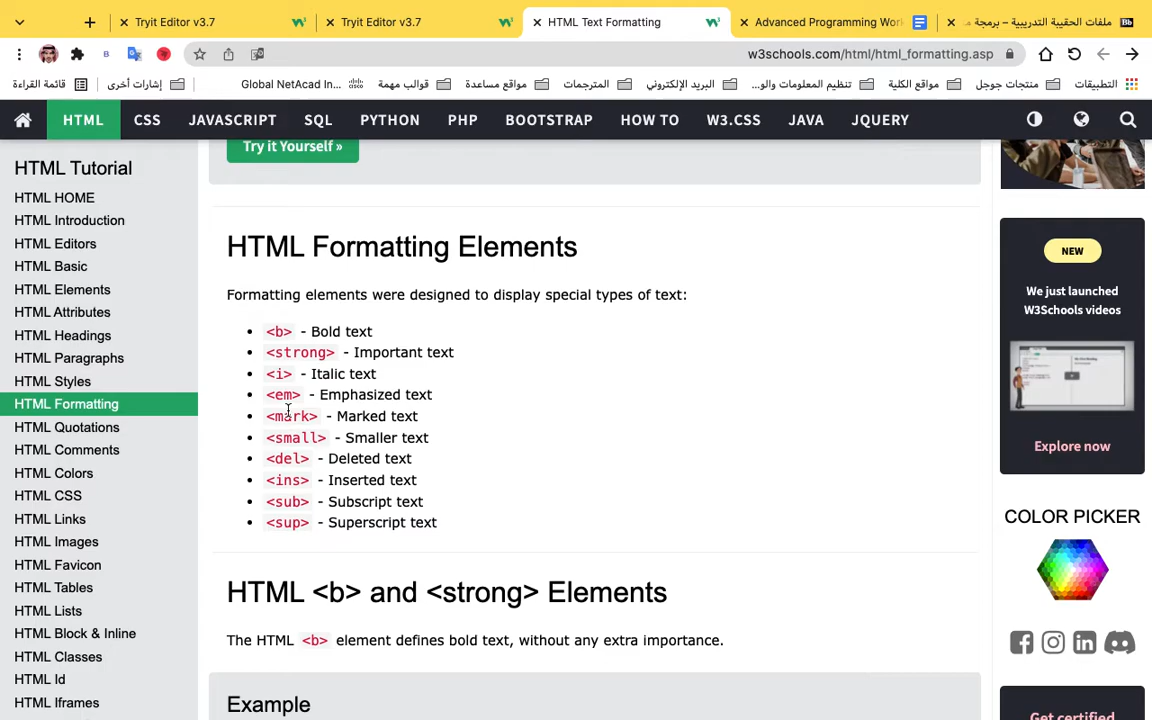 Tryit Editor v3.7
Tryit Editor v3.7
HTML Text Formatting
Advanced Programming Wor
ملفات الحقيبة التدريبية – برمجة م
Bb
w3schools.com/html/html_formatting.asp
قائمة القراءة
إشارات أخرى
Global NetAcad In...
قوالب مهمة
مواقع مساعدة
المترجمات
البريد الإلكتروني
تنظيم المعلومات والو...
مواقع الكلية
منتجات جوجل
التطبيقات
HTML CSS JAVASCRIPT SQL PYTHON PHP BOOTSTRAP HOW TO W3.CSS JAVA JQUERY
HTML Tutorial
HTML HOME
HTML Introduction
HTML Editors
HTML Basic
HTML Elements
HTML Attributes
HTML Headings
HTML Paragraphs
HTML Styles
HTML Formatting
HTML Quotations
HTML Comments
HTML Colors
HTML CSS
HTML Links
HTML Images
HTML Favicon
HTML Tables
HTML Lists
HTML Block & Inline
HTML Classes
HTML Id
HTML Iframes
Try it Yourself »
HTML Formatting Elements
Formatting elements were designed to display special types of text:
<b> - Bold text
<strong> - Important text
<i> - Italic text
<em> - Emphasized text
<mark> - Marked text
<small> - Smaller text
<del> - Deleted text
<ins> - Inserted text
<sub> - Subscript text
<sup> - Superscript text
HTML <b> and <strong> Elements
The HTML <b> element defines bold text, without any extra importance.
Example
NEW
We just launched
W3Schools videos
Explore now
COLOR PICKER
Get certified